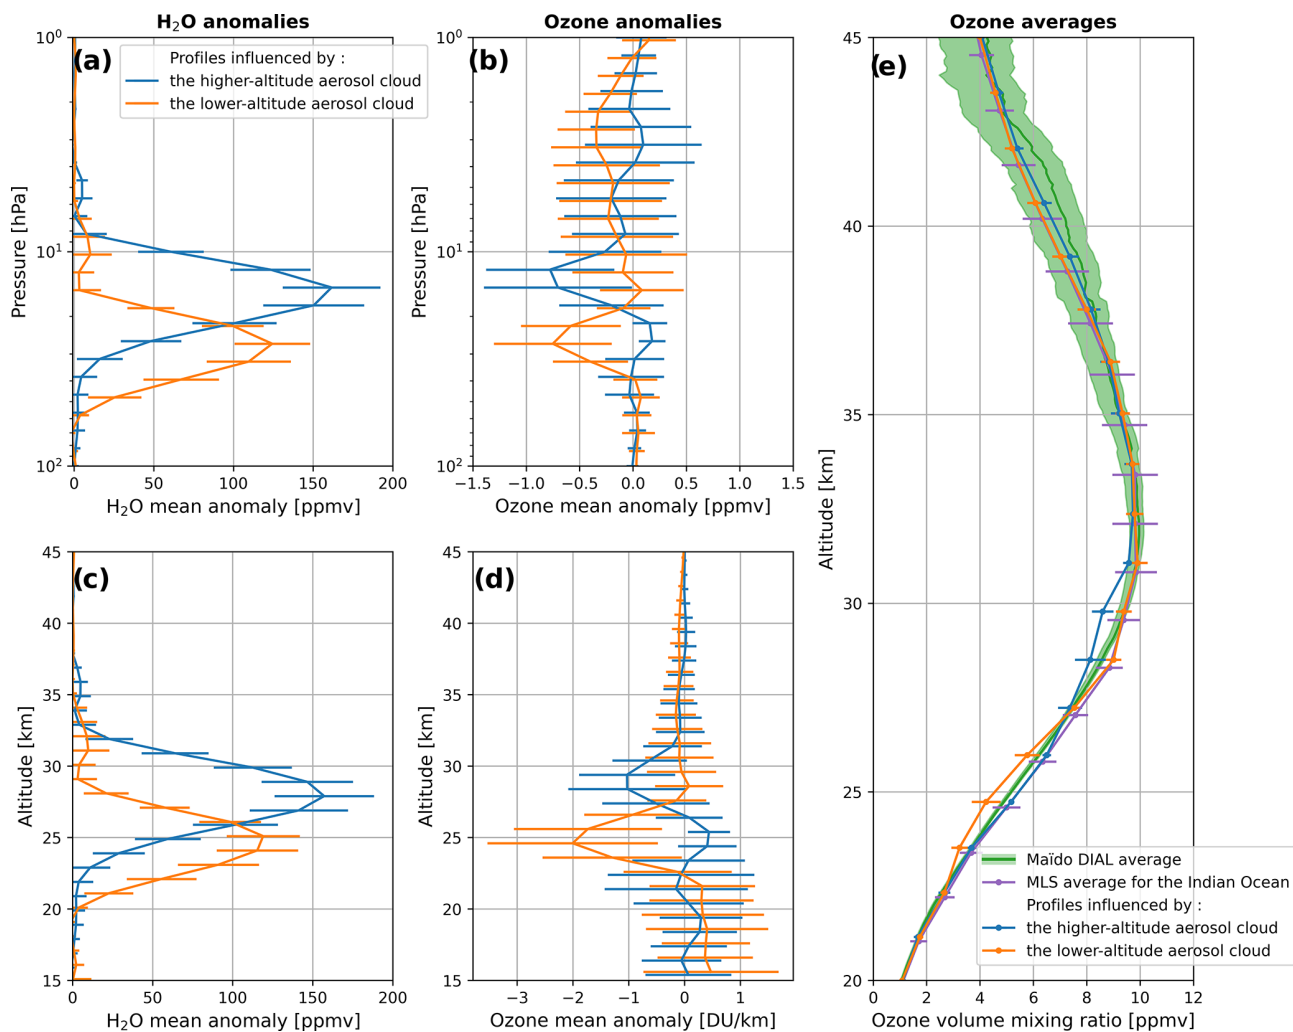 H₂O anomalies
10⁰
10¹
10²
Pressure [hPa]
(a)
Profiles influenced by :
the higher-altitude aerosol cloud
the lower-altitude aerosol cloud
0 50 100 150 200
H₂O mean anomaly [ppmv]
Ozone anomalies
10⁰
10¹
10²
Pressure [hPa]
(b)
−1.5 −1.0 −0.5 0.0 0.5 1.0 1.5
Ozone mean anomaly [ppmv]
45
40
35
30
25
20
15
Altitude [km]
(c)
0 50 100 150 200
H₂O mean anomaly [ppmv]
45
40
35
30
25
20
15
Altitude [km]
(d)
−3 −2 −1 0 1
Ozone mean anomaly [DU/km]
Ozone averages
45
40
35
30
25
20
Altitude [km]
(e)
Maïdo DIAL average
MLS average for the Indian Ocean
Profiles influenced by :
the higher-altitude aerosol cloud
the lower-altitude aerosol cloud
0 2 4 6 8 10 12
Ozone volume mixing ratio [ppmv]